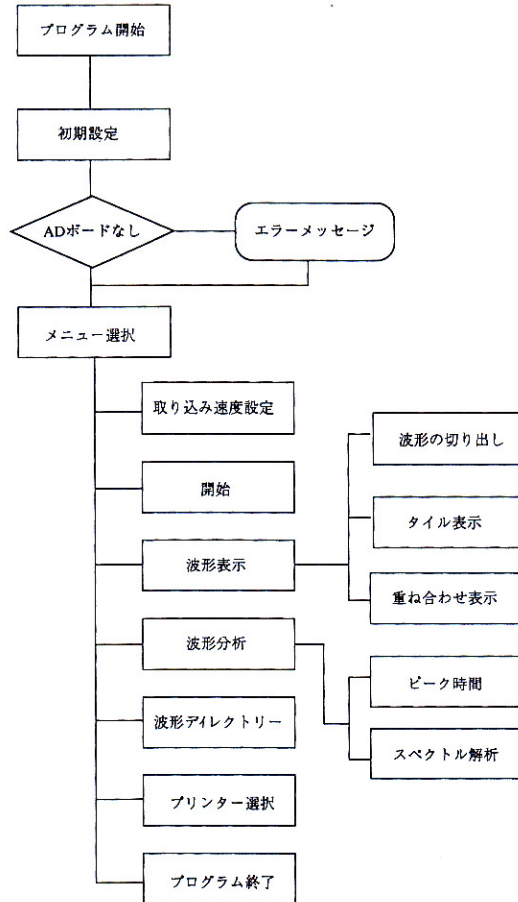 プログラム開始
初期設定
ADボードなし
エラーメッセージ
メニュー選択
取り込み速度設定
開始
波形表示
波形の切り出し
タイル表示
重ね合わせ表示
波形分析
ピーク時間
スペクトル解析
波形ディレクトリー
プリンター選択
プログラム終了